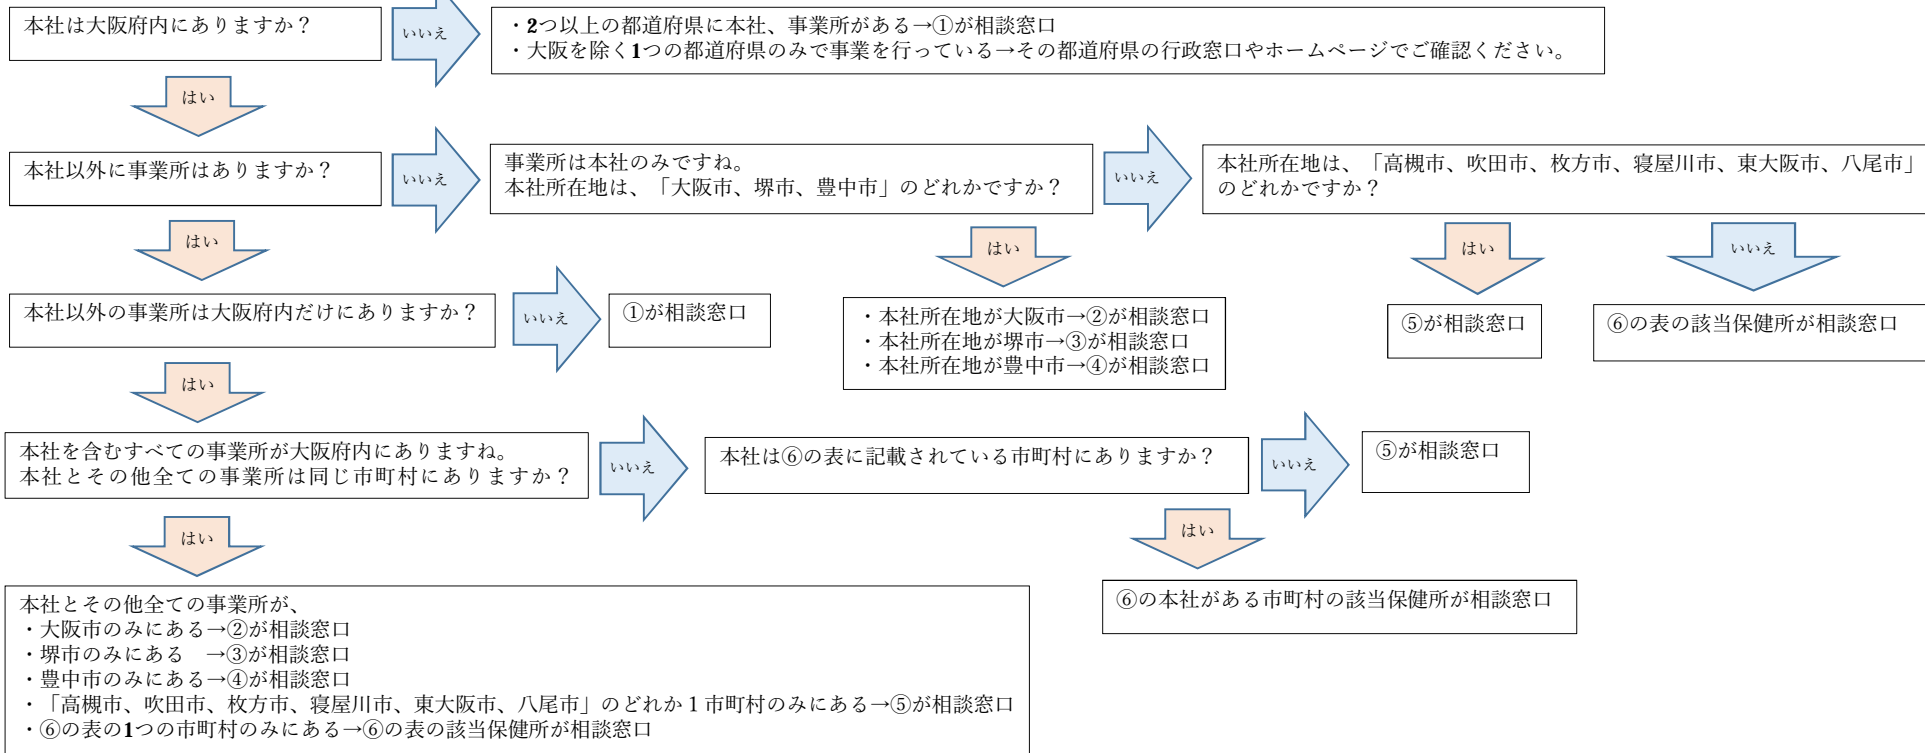 本社は大阪府内にありますか？
いいえ
・2つ以上の都道府県に本社、事業所がある→①が相談窓口
・大阪を除く1つの都道府県のみで事業を行っている→その都道府県の行政窓口やホームページでご確認ください。
はい
本社以外に事業所はありますか？
いいえ
事業所は本社のみですね。
本社所在地は、「大阪市、堺市、豊中市」のどれかですか？
いいえ
本社所在地は、「高槻市、吹田市、枚方市、寝屋川市、東大阪市、八尾市」
のどれかですか？
はい
はい
はい
いいえ
本社以外の事業所は大阪府内だけにありますか？
いいえ
①が相談窓口
・本社所在地が大阪市→②が相談窓口
・本社所在地が堺市→③が相談窓口
・本社所在地が豊中市→④が相談窓口
⑤が相談窓口
⑥の表の該当保健所が相談窓口
はい
本社を含むすべての事業所が大阪府内にありますね。
本社とその他全ての事業所は同じ市町村にありますか？
いいえ
本社は⑥の表に記載されている市町村にありますか？
いいえ
⑤が相談窓口
はい
はい
本社とその他全ての事業所が、
・大阪市のみにある→②が相談窓口
・堺市のみにある　→③が相談窓口
・豊中市のみにある→④が相談窓口
・「高槻市、吹田市、枚方市、寝屋川市、東大阪市、八尾市」のどれか１市町村のみにある→⑤が相談窓口
・⑥の表の1つの市町村のみにある→⑥の表の該当保健所が相談窓口
⑥の本社がある市町村の該当保健所が相談窓口